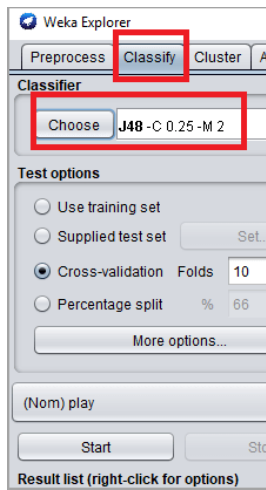 Weka Explorer
Preprocess Classify Cluster
Classifier
Choose J48 -C 0.25 -M 2
Test options
Use training set
Supplied test set Set..
Cross-validation Folds 10
Percentage split % 66
More options...
(Nom) play
Start
Result list (right-click for options)